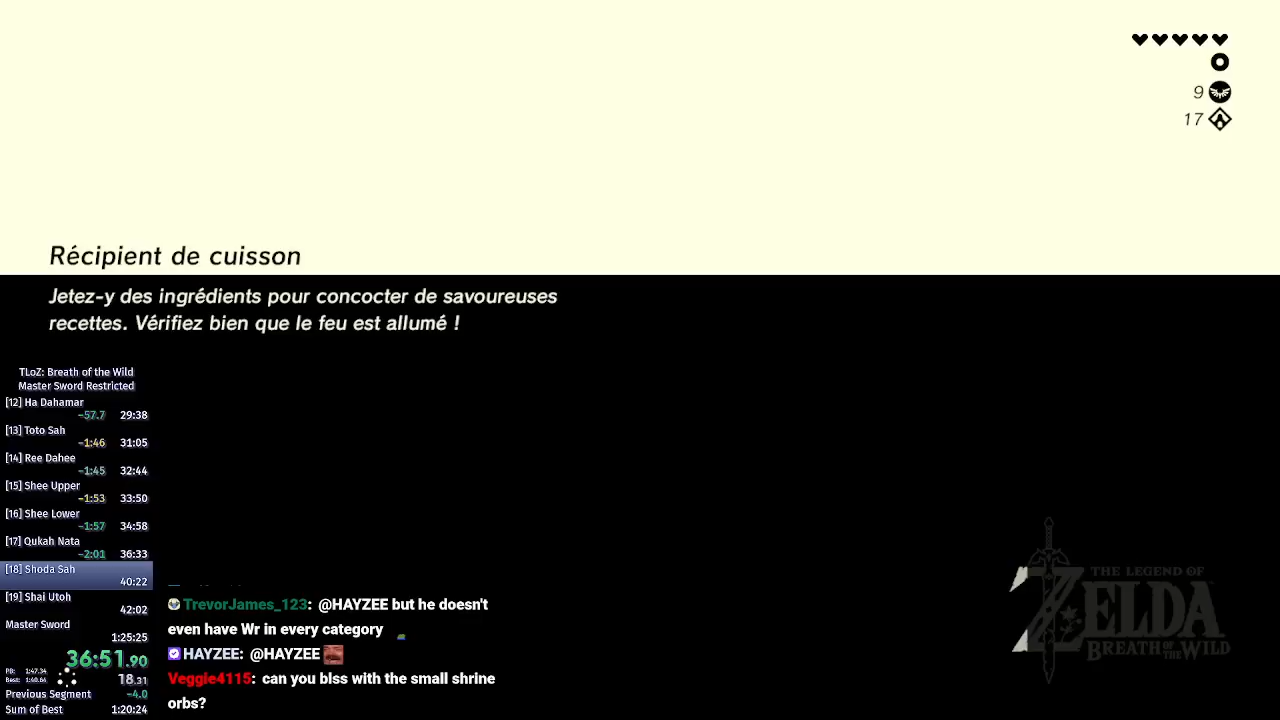 9
17
Récipient de cuisson
Jetez-y des ingrédients pour concocter de savoureuses
recettes. Vérifiez bien que le feu est allumé !
TLoZ: Breath of the Wild
Master Sword Restricted
[12] Ha Dahamar
-57.7 29:38
[13] Toto Sah
-1:46 31:05
[14] Ree Dahee
-1:45 32:44
[15] Shee Upper
-1:53 33:50
[16] Shee Lower
-1:57 34:58
[17] Qukah Nata
-2:01 36:33
[18] Shoda Sah
40:22
[19] Shai Utoh
42:02
Master Sword
1:25:25
36:51.90
PB: 1:47.34
18.31
Previous Segment -4.0
Sum of Best 1:20:24
TrevorJames_123: @HAYZEE but he doesn't
even have Wr in every category
HAYZEE: @HAYZEE
Veggie4115: can you blss with the small shrine
orbs?
THE LEGEND OF
ZELDA
BREATH OF THE WILD